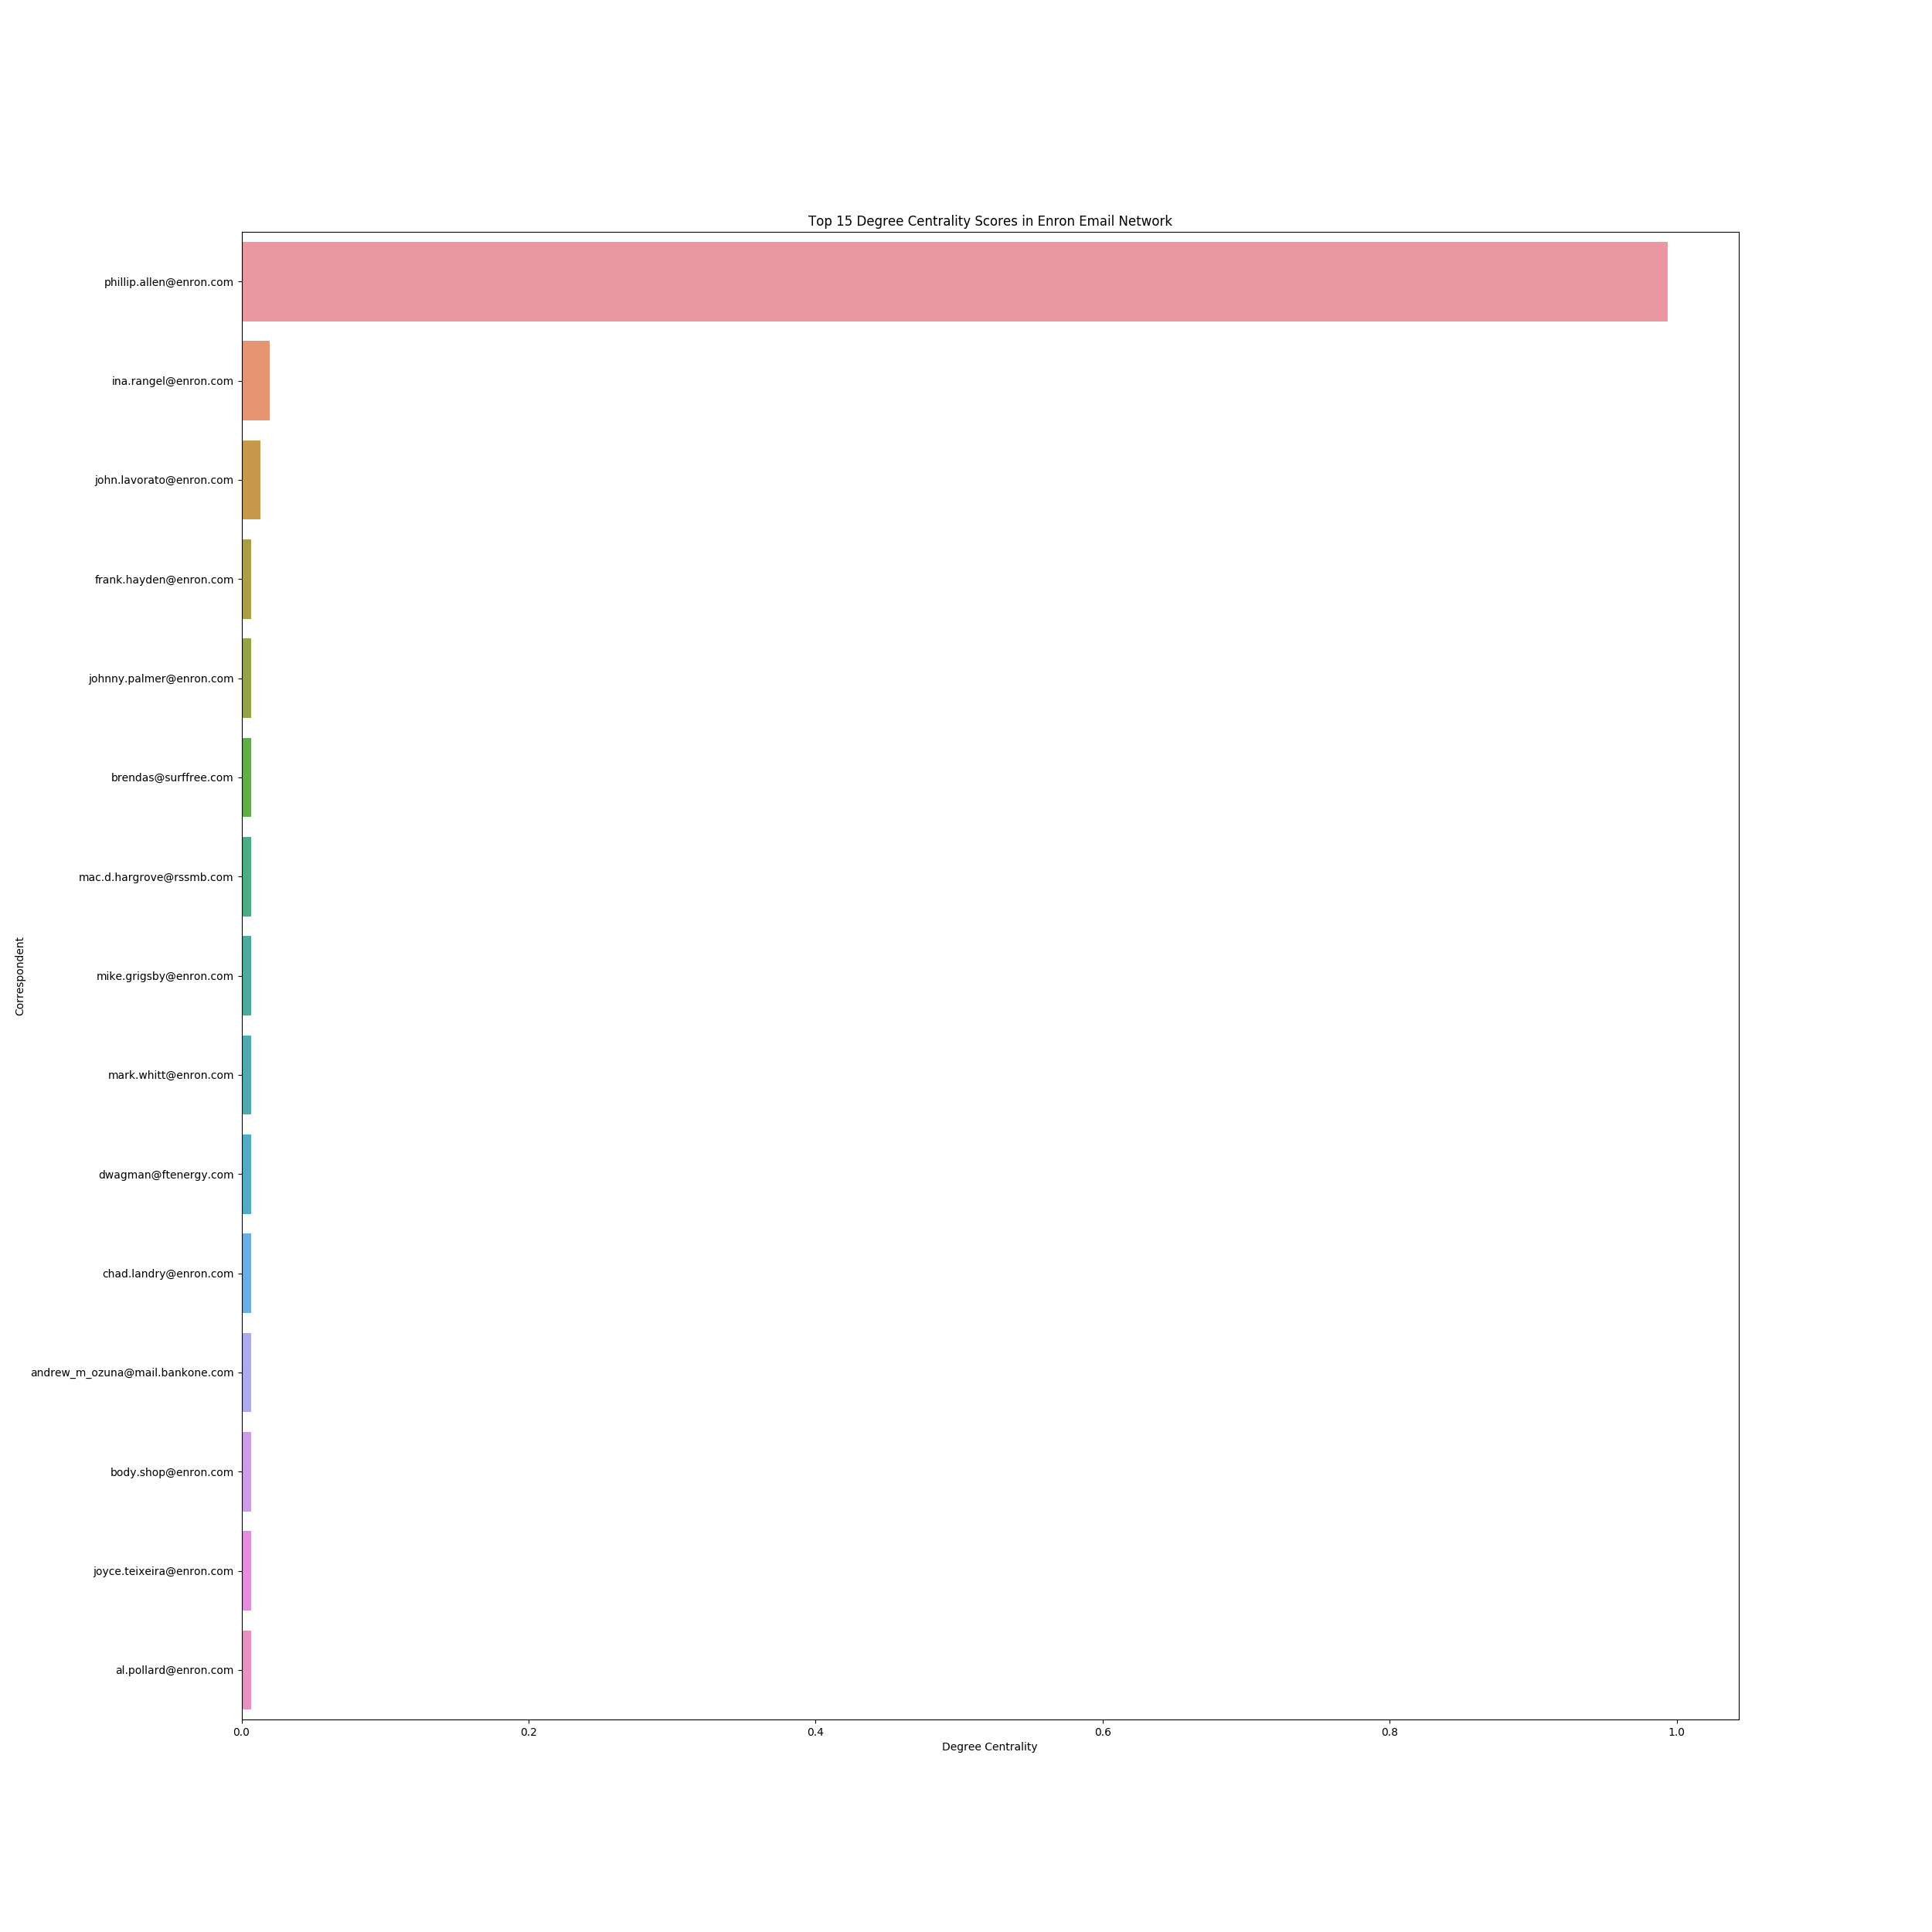 Top 15 Degree Centrality Scores in Enron Email Network
phillip.allen@enron.com
ina.rangel@enron.com
john.lavorato@enron.com
frank.hayden@enron.com
johnny.palmer@enron.com
brendas@surffree.com
mac.d.hargrove@rssmb.com
mike.grigsby@enron.com
mark.whitt@enron.com
dwagman@ftenergy.com
chad.landry@enron.com
andrew_m_ozuna@mail.bankone.com
body.shop@enron.com
joyce.teixeira@enron.com
al.pollard@enron.com
Correspondent
0.0 0.2 0.4 0.6 0.8 1.0
Degree Centrality